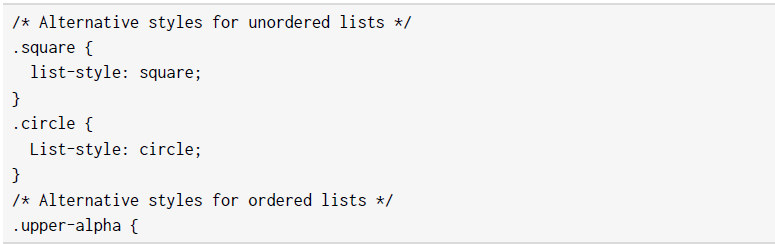 /* Alternative styles for unordered lists */
.square {
  list-style: square;
}
.circle {
  List-style: circle;
}
/* Alternative styles for ordered lists */
.upper-alpha {